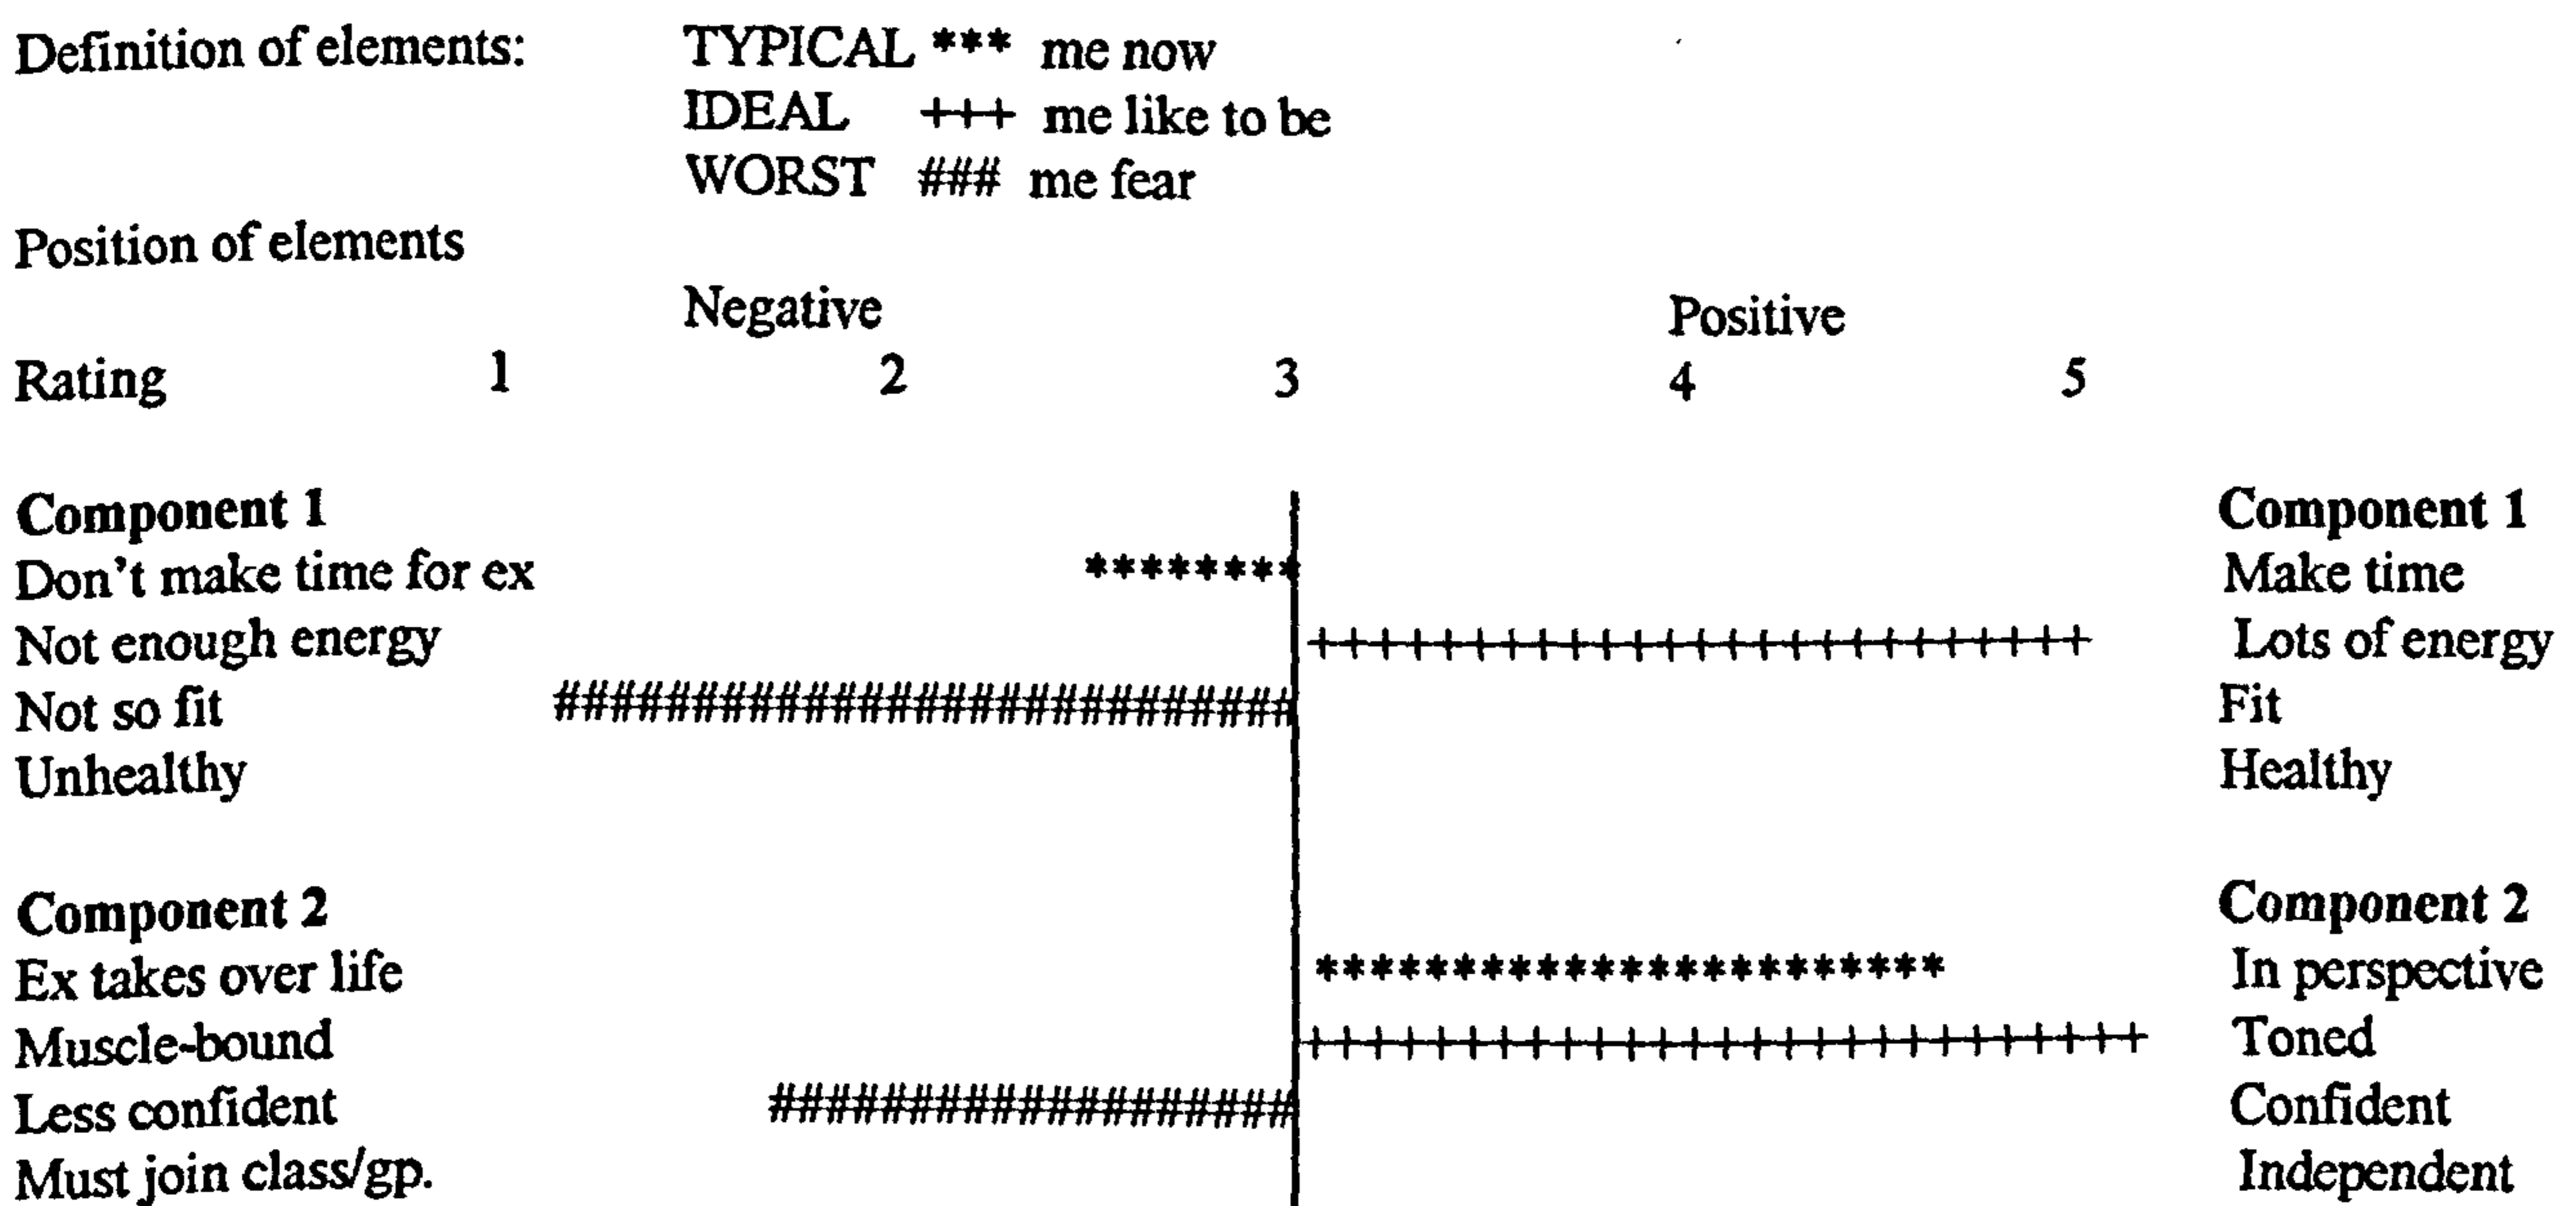 Definition of elements: TYPICAL *** me now
IDEAL +++ me like to be
WORST ### me fear
Position of elements
Negative Positive
Rating 1 2 3 4 5
Component 1 Component 1
Don't make time for ex ******** Make time
Not enough energy +++++++++++++++++++++++++ Lots of energy
Not so fit ########################### Fit
Unhealthy Healthy
Component 2 Component 2
Ex takes over life *********************** In perspective
Muscle-bound +++++++++++++++++++++++++++ Toned
Less confident ################### Confident
Must join class/gp. Independent